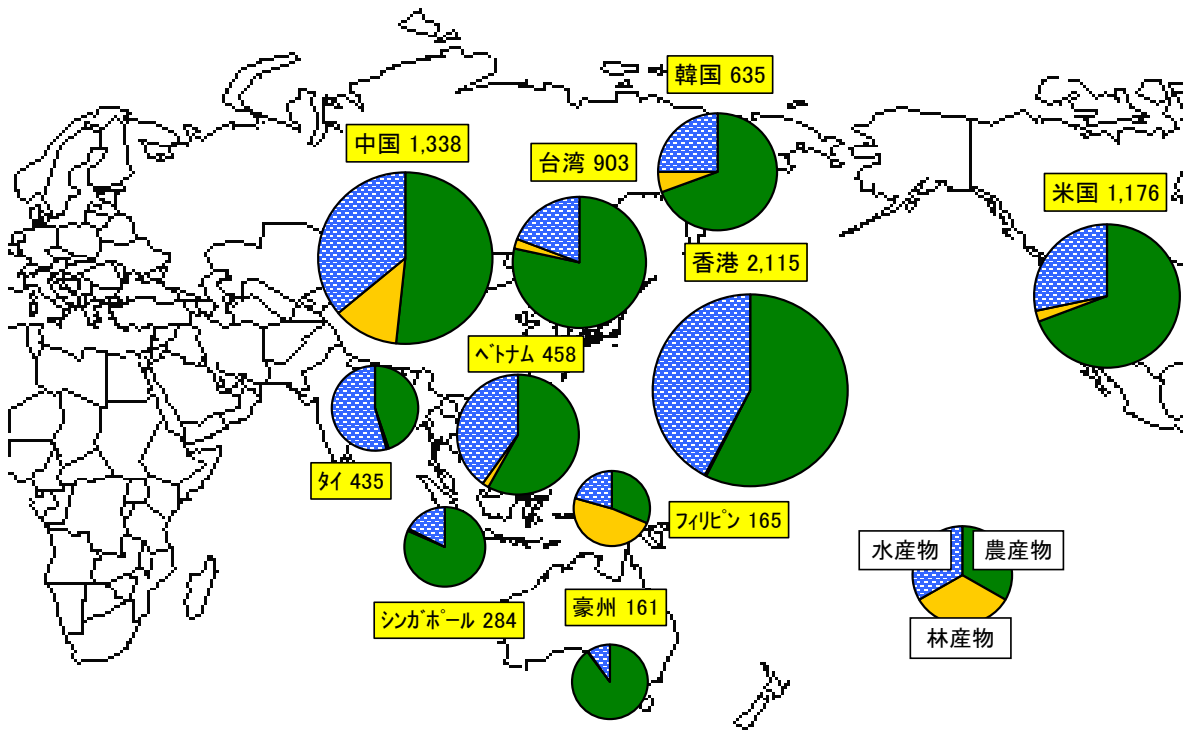 韓国 635
中国 1,338
台湾 903
米国 1,176
香港 2,115
ﾍﾞﾄﾅﾑ 458
ﾀｲ 435
ﾌｨﾘﾋﾟﾝ 165
水産物
農産物
ｼﾝｶﾞﾎﾟｰﾙ 284
豪州 161
林産物